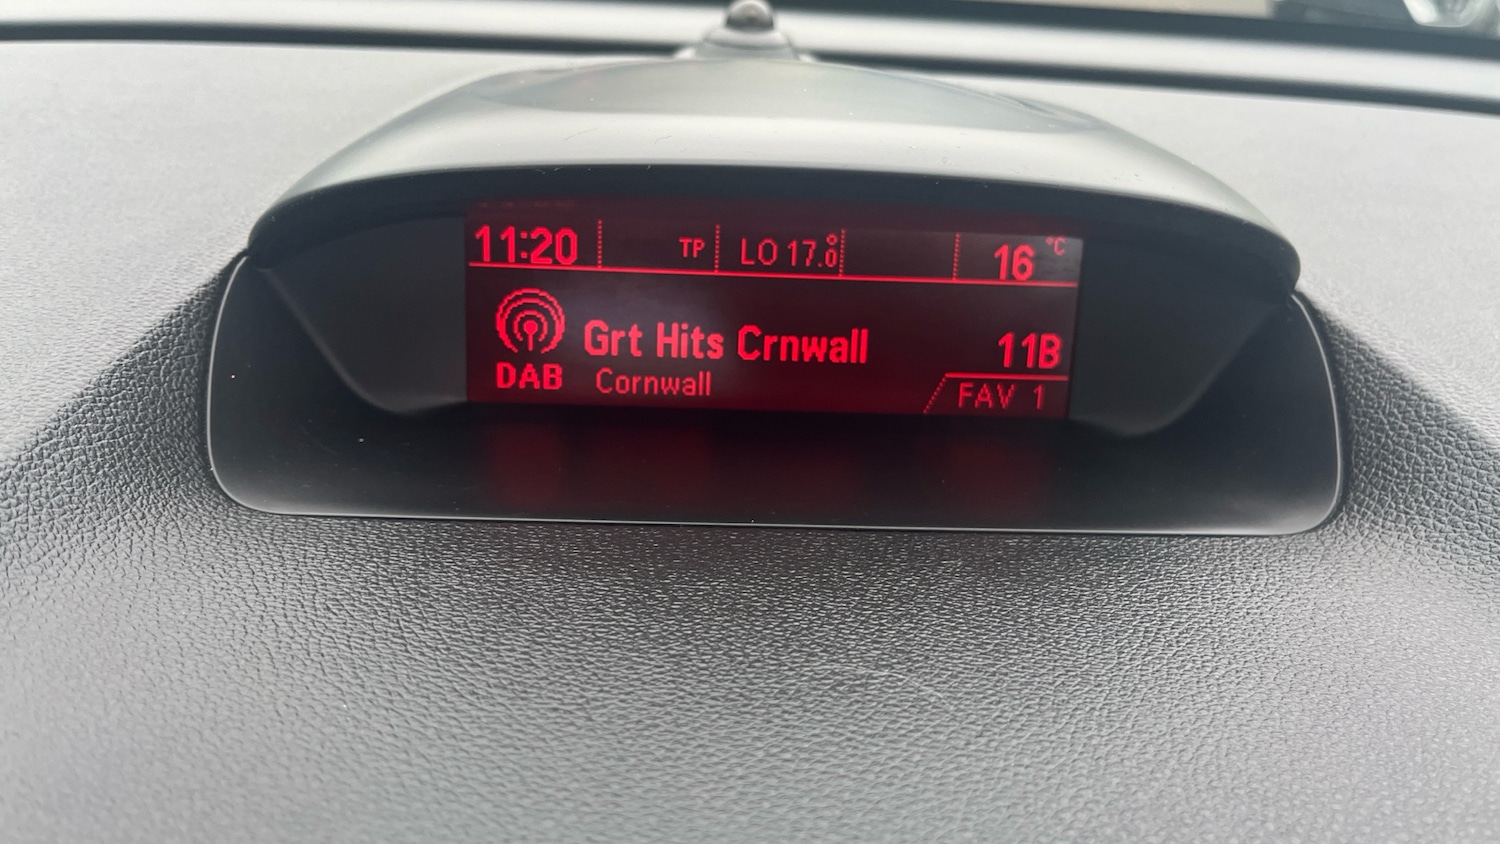 11:20 TP LO 17.0° 16 °C
Grt Hits Crnwall 11B
DAB Cornwall FAV 1